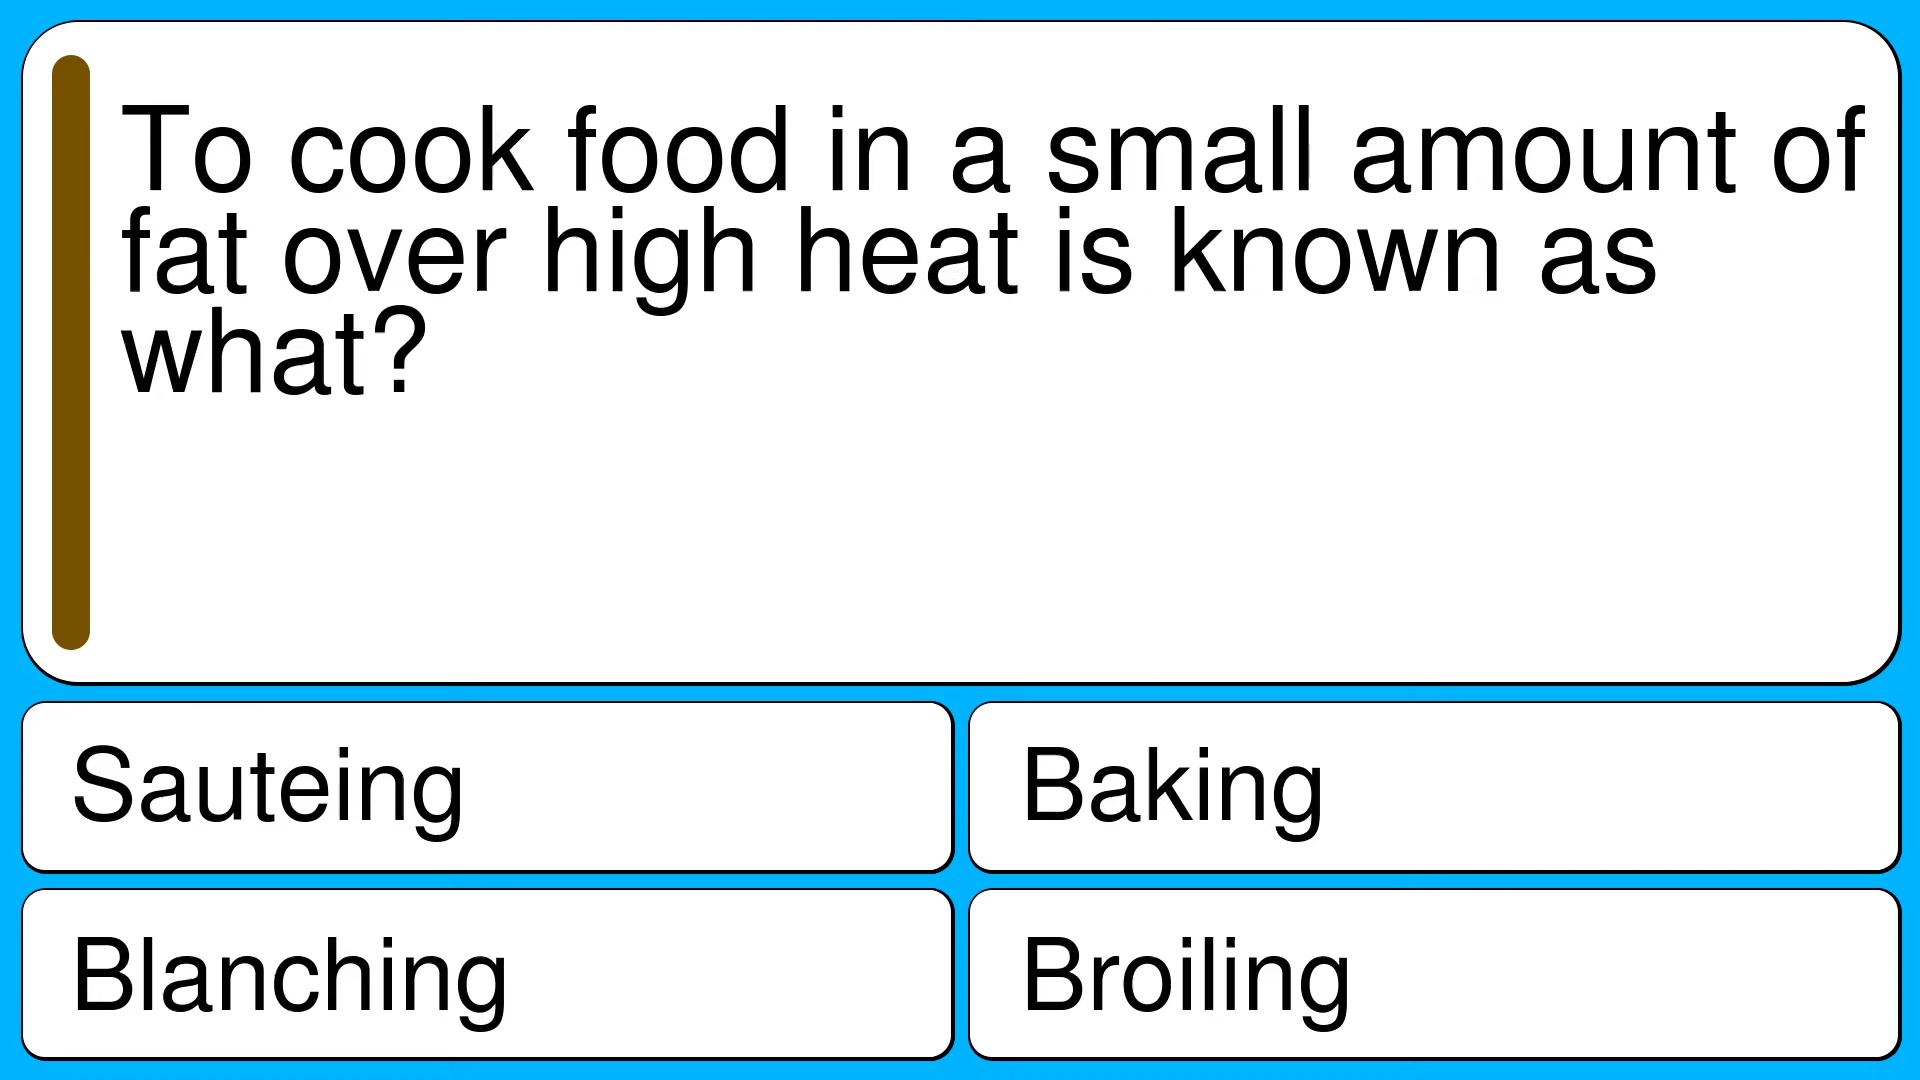 To cook food in a small amount of
fat over high heat is known as
what?
Sauteing
Baking
Blanching
Broiling